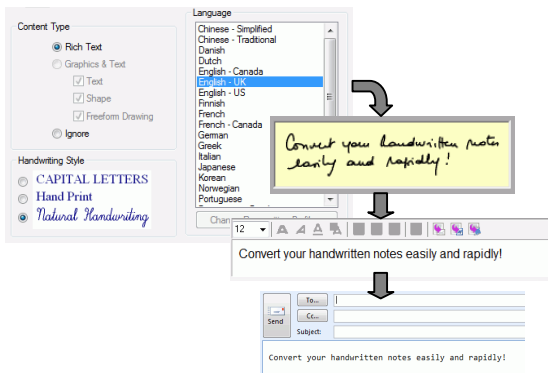 Content Type
Rich Text
Graphics & Text
Text
Shape
Freeform Drawing
Ignore
Handwriting Style
CAPITAL LETTERS
Hand Print
Natural Handwriting
Language
Chinese - Simplified
Chinese - Traditional
Danish
Dutch
English - Canada
English - UK
English - US
Finnish
French
French - Canada
German
Greek
Italian
Japanese
Korean
Norwegian
Portuguese
Convert your handwritten notes
easily and rapidly!
12
Convert your handwritten notes easily and rapidly!
Send
To...
Cc...
Subject:
Convert your handwritten notes easily and rapidly!